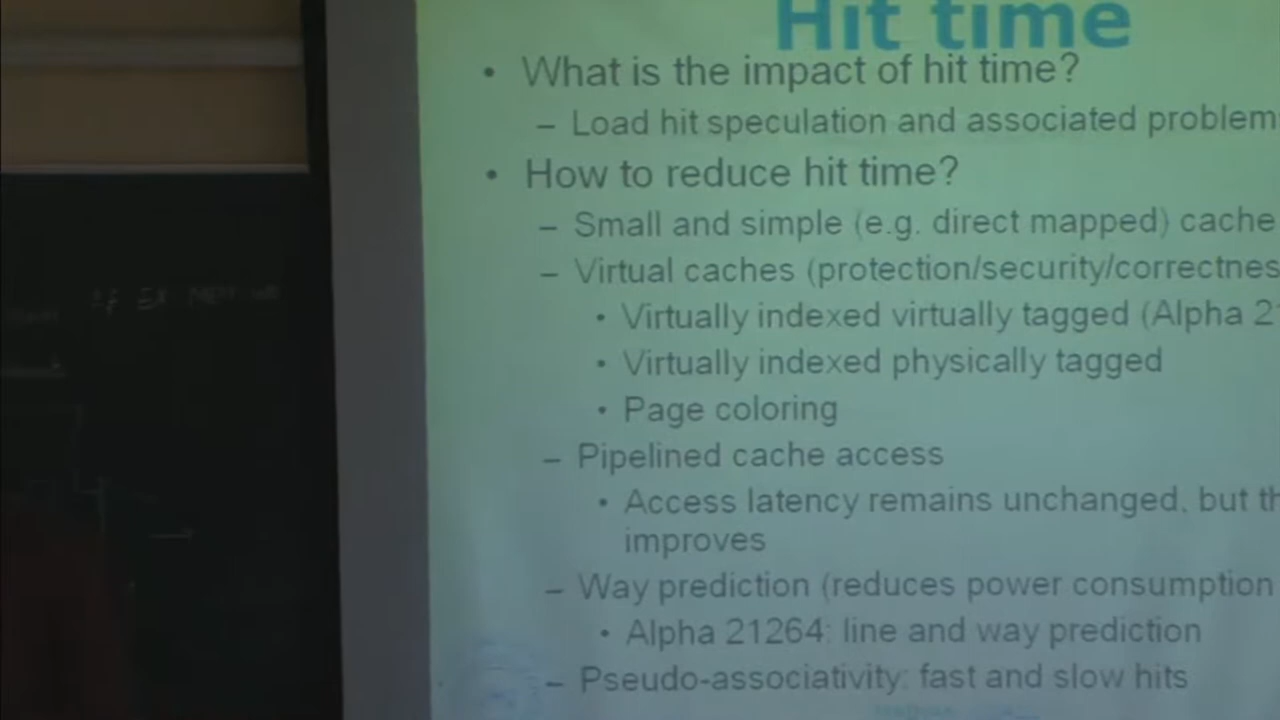 Hit time
• What is the impact of hit time?
– Load hit speculation and associated problem
• How to reduce hit time?
– Small and simple (e.g. direct mapped) cache
– Virtual caches (protection/security/correctnes
• Virtually indexed virtually tagged (Alpha 2
• Virtually indexed physically tagged
• Page coloring
– Pipelined cache access
• Access latency remains unchanged, but th
improves
– Way prediction (reduces power consumption
• Alpha 21264: line and way prediction
– Pseudo-associativity: fast and slow hits